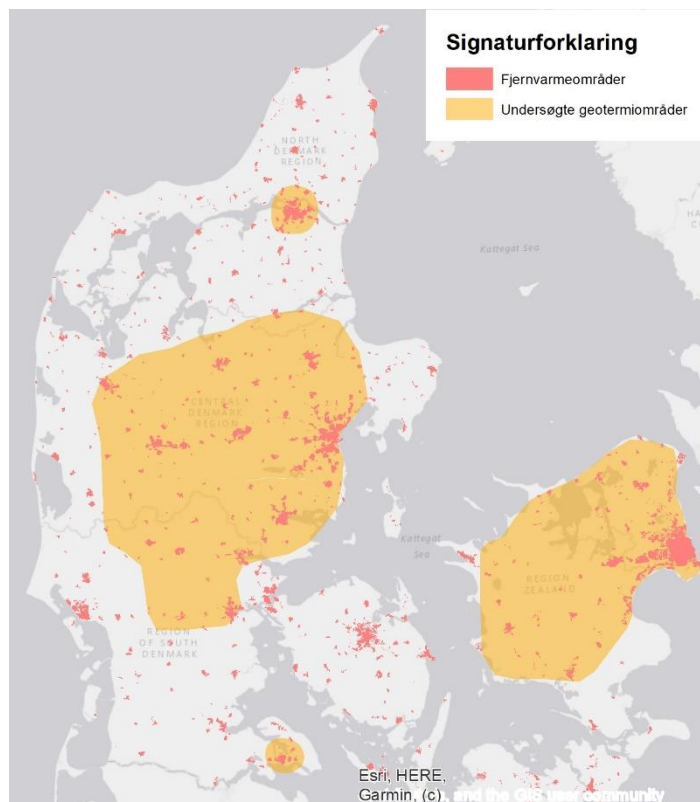 Signaturforklaring
Fjernvarmeområder
Undersøgte geotermiområder
NORTH
DENMARK
REGION
Kattegat Sea
CENTRAL
DENMARK
REGION
Kattegat
Sea
REGION
ZEALAND
REGION
OF SOUTH
DENMARK
Esri, HERE,
Garmin, (c)
, and the GIS user community